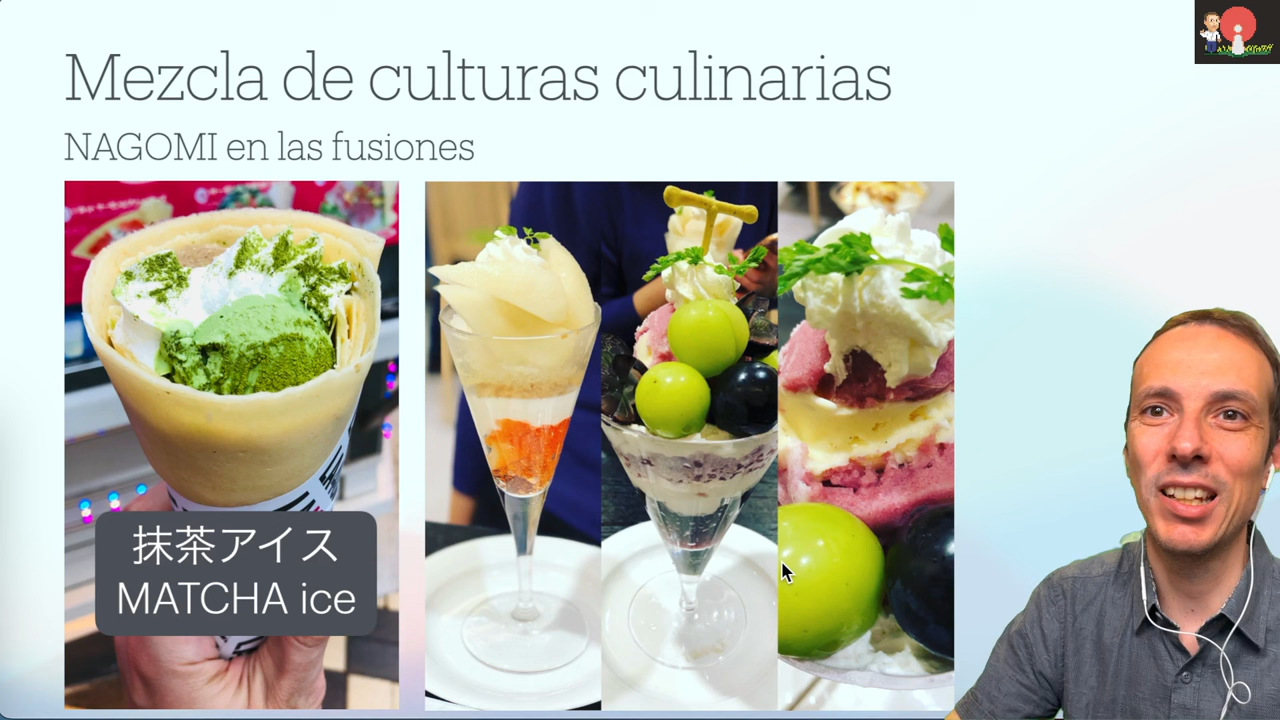 Mezcla de culturas culinarias
NAGOMI en las fusiones
抹茶アイス
MATCHA ice